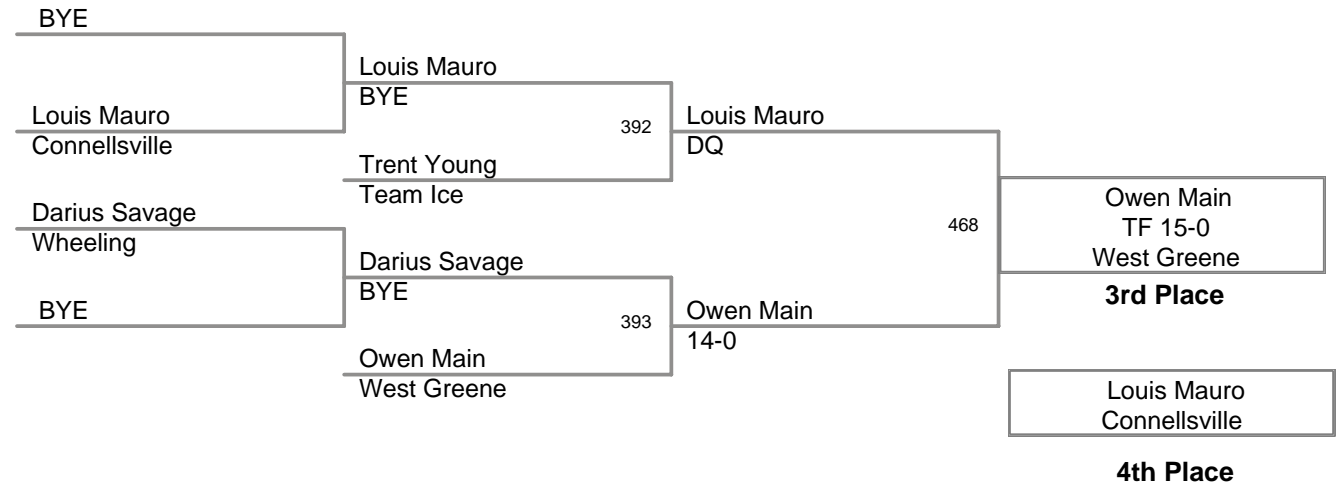 BYE
Louis Mauro
BYE
Louis Mauro
Connellsville
392
Louis Mauro
DQ
Trent Young
Team Ice
Darius Savage
Wheeling
468
Owen Main
TF 15-0
West Greene
3rd Place
Darius Savage
BYE
BYE
393
Owen Main
14-0
Owen Main
West Greene
Louis Mauro
Connellsville
4th Place